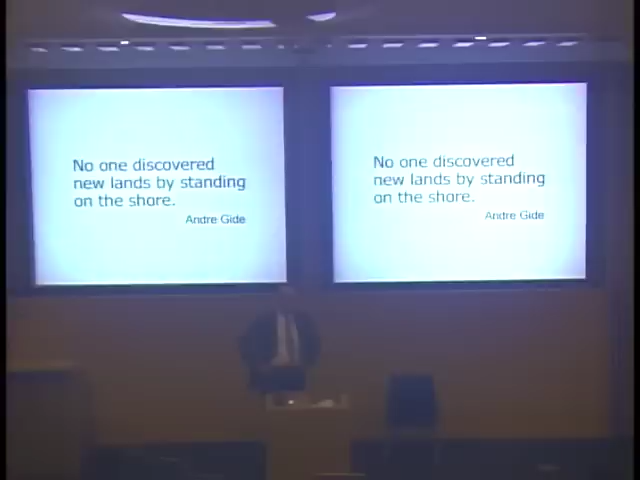 No one discovered
new lands by standing
on the shore.
Andre Gide
No one discovered
new lands by standing
on the shore.
Andre Gide